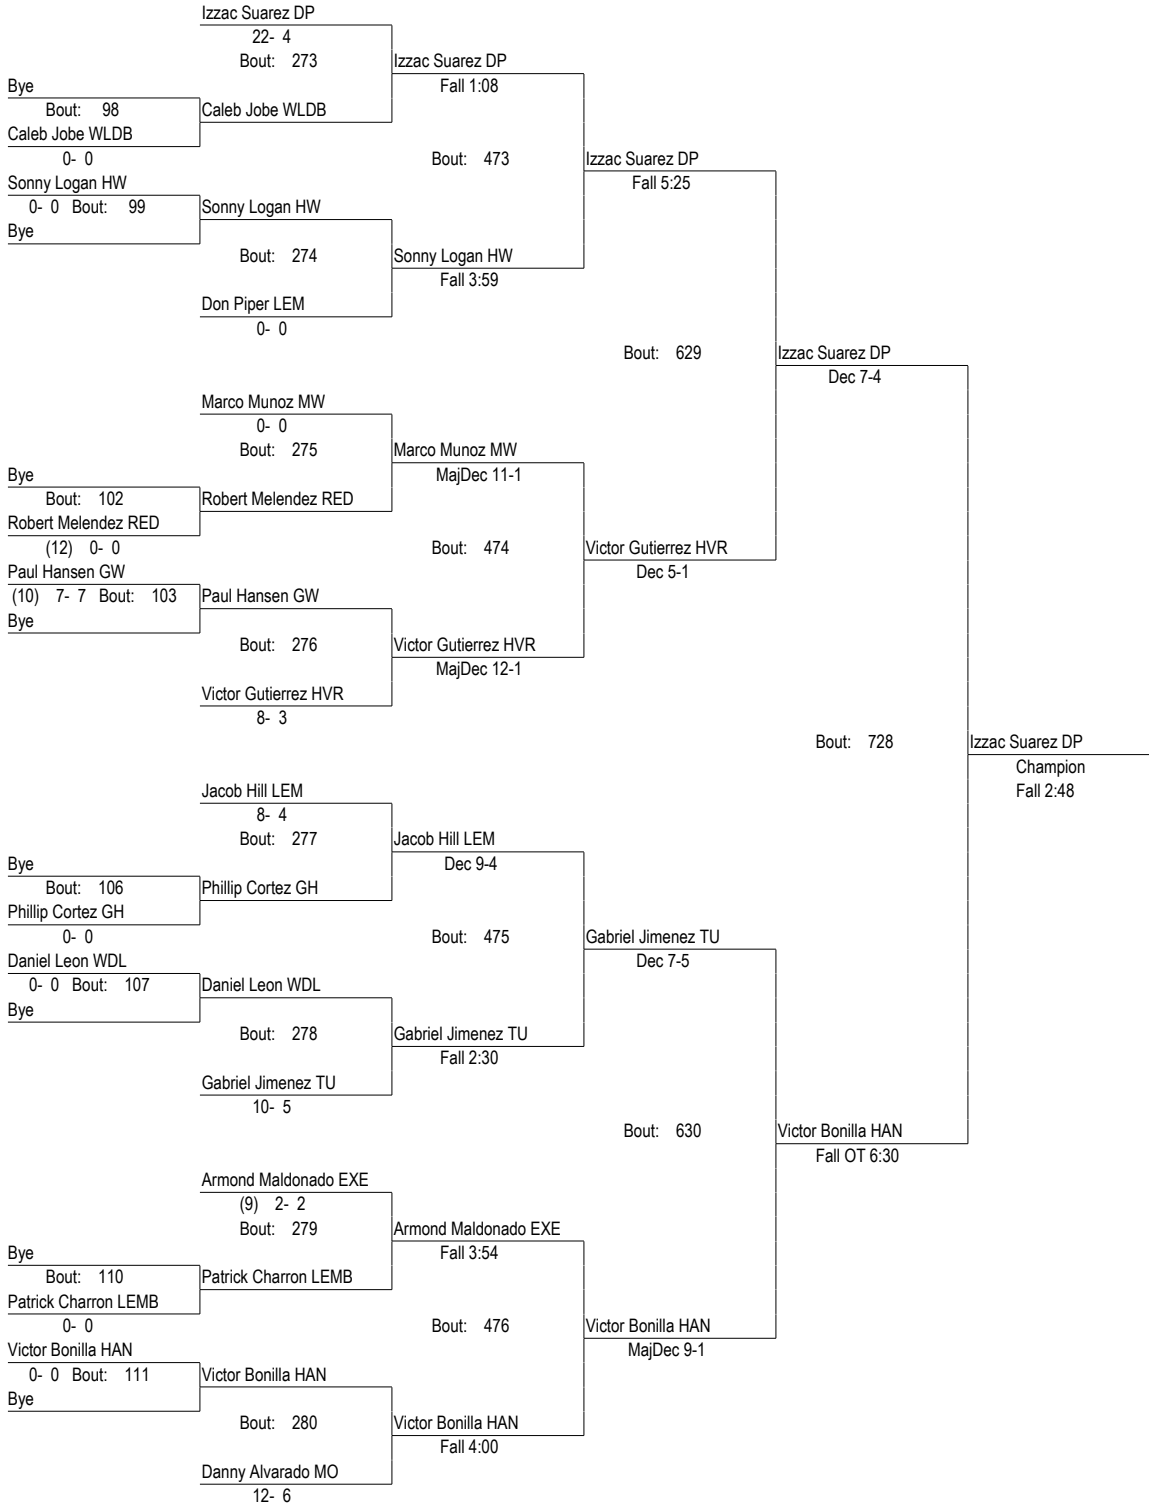 Izzac Suarez DP
22- 4
Bout: 273
Izzac Suarez DP
Bye
Fall 1:08
Bout: 98
Caleb Jobe WLDB
Caleb Jobe WLDB
0- 0
Bout: 473
Izzac Suarez DP
Sonny Logan HW
Fall 5:25
0- 0 Bout: 99
Sonny Logan HW
Bye
Bout: 274
Sonny Logan HW
Fall 3:59
Don Piper LEM
0- 0
Bout: 629
Izzac Suarez DP
Dec 7-4
Marco Munoz MW
0- 0
Bout: 275
Marco Munoz MW
Bye
MajDec 11-1
Bout: 102
Robert Melendez RED
Robert Melendez RED
(12) 0- 0
Bout: 474
Victor Gutierrez HVR
Paul Hansen GW
Dec 5-1
(10) 7- 7 Bout: 103
Paul Hansen GW
Bye
Bout: 276
Victor Gutierrez HVR
MajDec 12-1
Victor Gutierrez HVR
8- 3
Bout: 728
Izzac Suarez DP
Champion
Fall 2:48
Jacob Hill LEM
8- 4
Bout: 277
Jacob Hill LEM
Bye
Dec 9-4
Bout: 106
Phillip Cortez GH
Phillip Cortez GH
0- 0
Bout: 475
Gabriel Jimenez TU
Daniel Leon WDL
Dec 7-5
0- 0 Bout: 107
Daniel Leon WDL
Bye
Bout: 278
Gabriel Jimenez TU
Fall 2:30
Gabriel Jimenez TU
10- 5
Bout: 630
Victor Bonilla HAN
Fall OT 6:30
Armond Maldonado EXE
(9) 2- 2
Bout: 279
Armond Maldonado EXE
Bye
Fall 3:54
Bout: 110
Patrick Charron LEMB
Patrick Charron LEMB
0- 0
Bout: 476
Victor Bonilla HAN
Victor Bonilla HAN
MajDec 9-1
0- 0 Bout: 111
Victor Bonilla HAN
Bye
Bout: 280
Victor Bonilla HAN
Fall 4:00
Danny Alvarado MO
12- 6